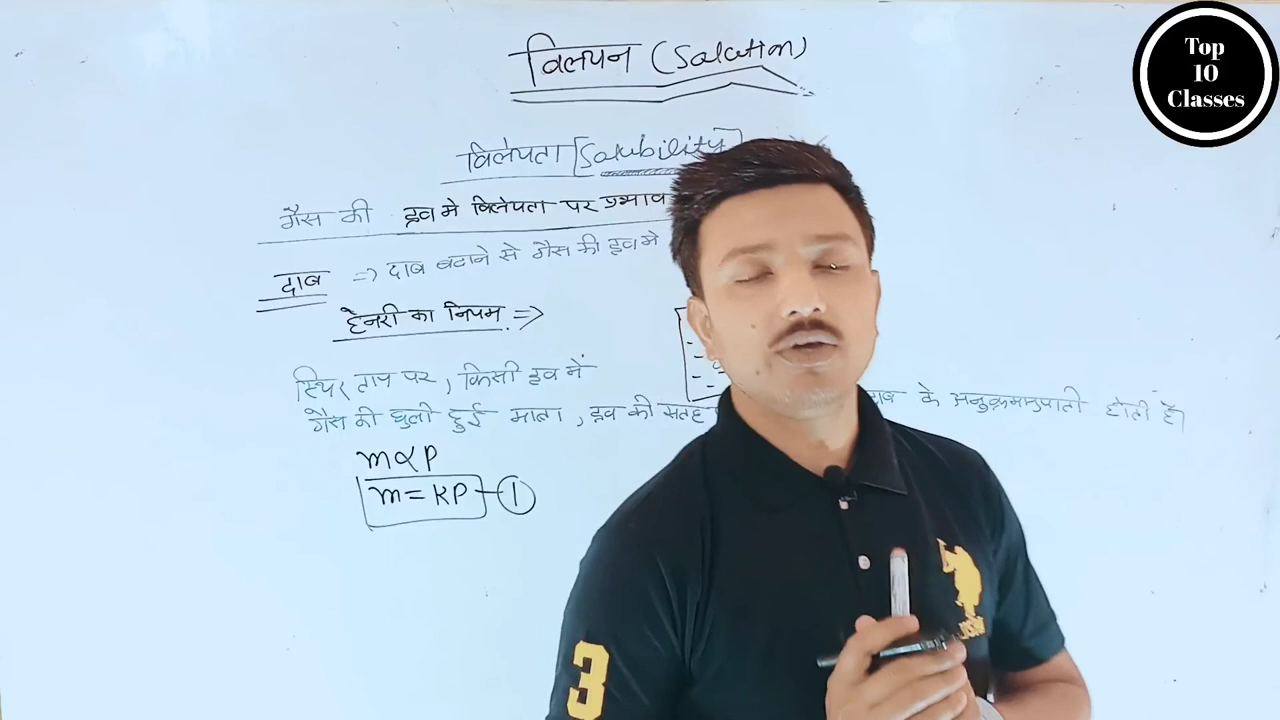 विलयन (Solution)
Top
10
Classes
विलेयता [Solubility]
गैस की द्रव मे विलेयता पर प्रभाव
दाब => दाब बढाने से गैस की द्रव मे
हेनरी का नियम =>
स्थिर ताप पर, किसी द्रव में
गैस की घुली हुई मात्रा, द्रव की सतह दाब के अनुक्रमानुपाती होती है।
m∝P
m=KP -①
3